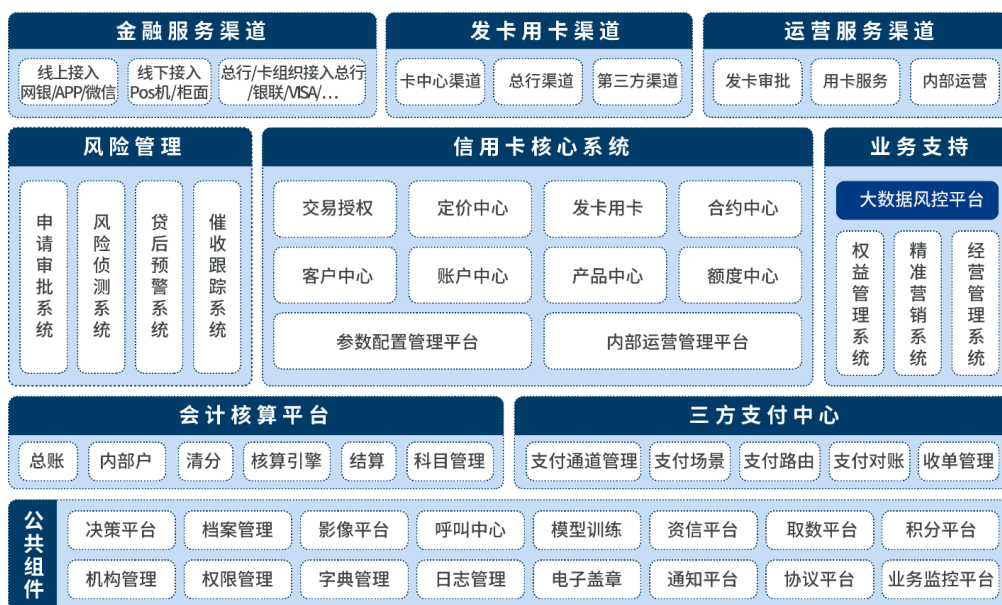 金融服务渠道
线上接入
网银/APP/微信
线下接入
Pos机/柜面
总行/卡组织接入总行
/银联/VISA/...
发卡用卡渠道
卡中心渠道
总行渠道
第三方渠道
运营服务渠道
发卡审批
用卡服务
内部运营
风险管理
申请审批系统
风险侦测系统
贷后预警系统
催收跟踪系统
信用卡核心系统
交易授权
定价中心
发卡用卡
合约中心
客户中心
账户中心
产品中心
额度中心
参数配置管理平台
内部运营管理平台
业务支持
大数据风控平台
权益管理系统
精准营销系统
经营管理系统
会计核算平台
总账
内部户
清分
核算引擎
结算
科目管理
三方支付中心
支付通道管理
支付场景
支付路由
支付对账
收单管理
公共组件
决策平台
档案管理
影像平台
呼叫中心
模型训练
资信平台
取数平台
积分平台
机构管理
权限管理
字典管理
日志管理
电子盖章
通知平台
协议平台
业务监控平台